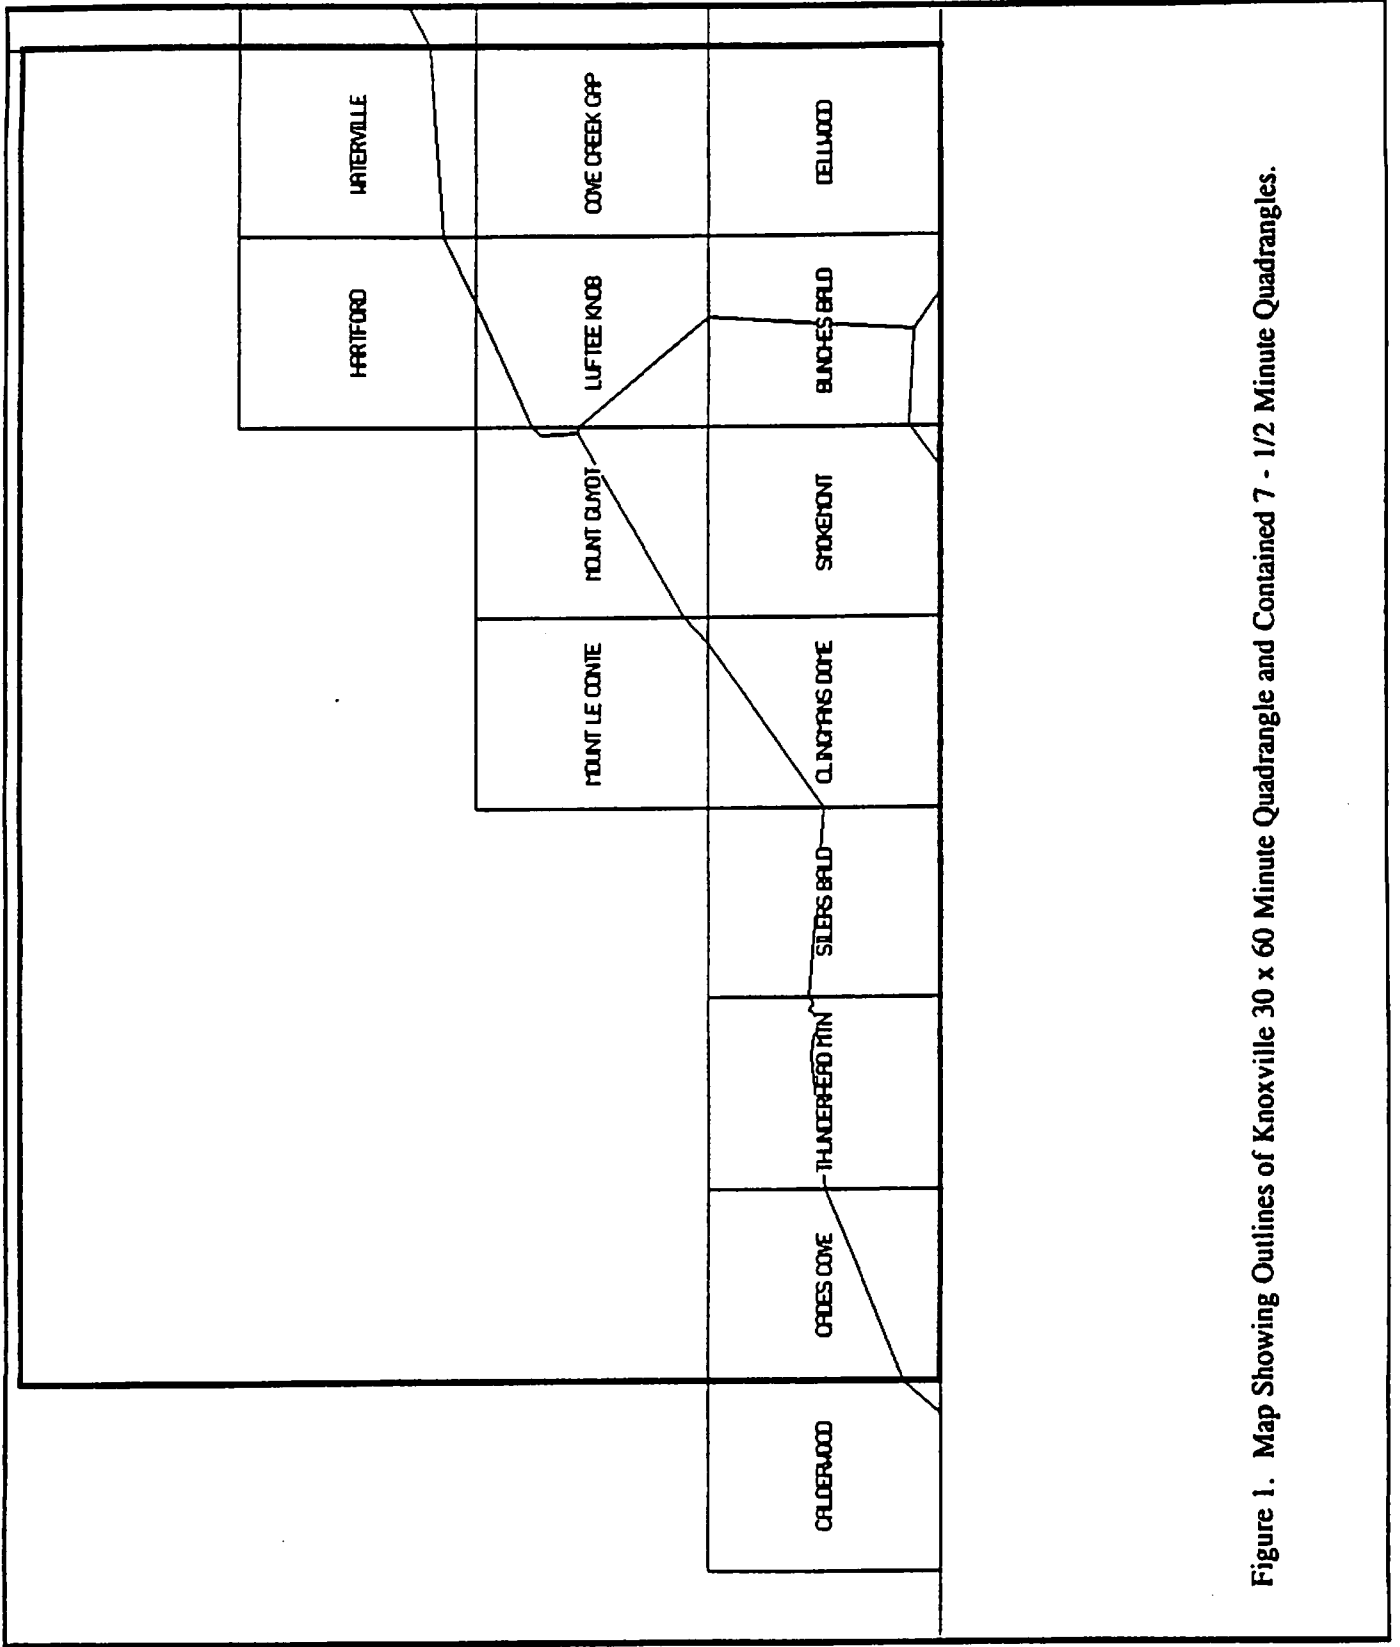 HARTFORD
WATERVILLE
MOUNT LE CONTE
MOUNT GUYOT
LUFTEE KNOB
COVE CREEK GAP
CALDERWOOD
CADES COVE
THUNDERHEAD MTN
SILERS BALD
CLINGMANS DOME
SMOKEMONT
BUNCHES BALD
DELLWOOD
Figure 1. Map Showing Outlines of Knoxville 30 x 60 Minute Quadrangle and Contained 7 - 1/2 Minute Quadrangles.